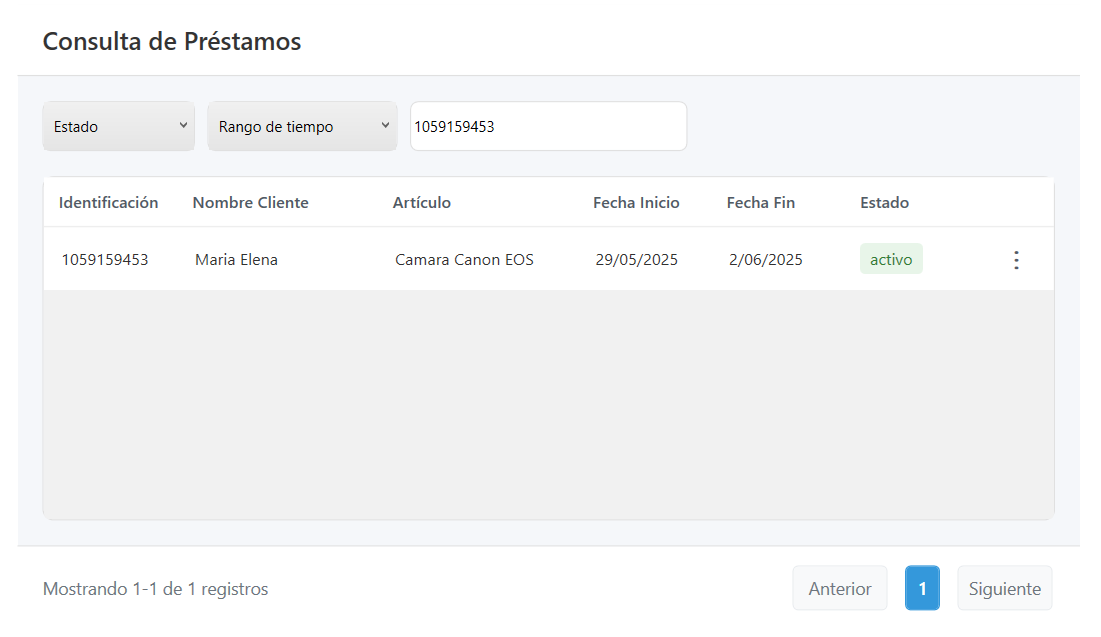 Consulta de Préstamos
Estado Rango de tiempo 1059159453
Identificación Nombre Cliente Artículo Fecha Inicio Fecha Fin Estado
1059159453 Maria Elena Camara Canon EOS 29/05/2025 2/06/2025 activo
Mostrando 1-1 de 1 registros Anterior 1 Siguiente